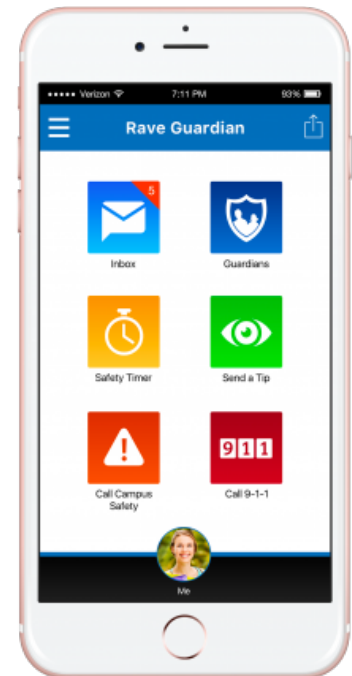 Verizon 7:11 PM 93%
Rave Guardian
5
Inbox Guardians
Safety Timer Send a Tip
911
Call Campus Call 9-1-1
Safety
Me